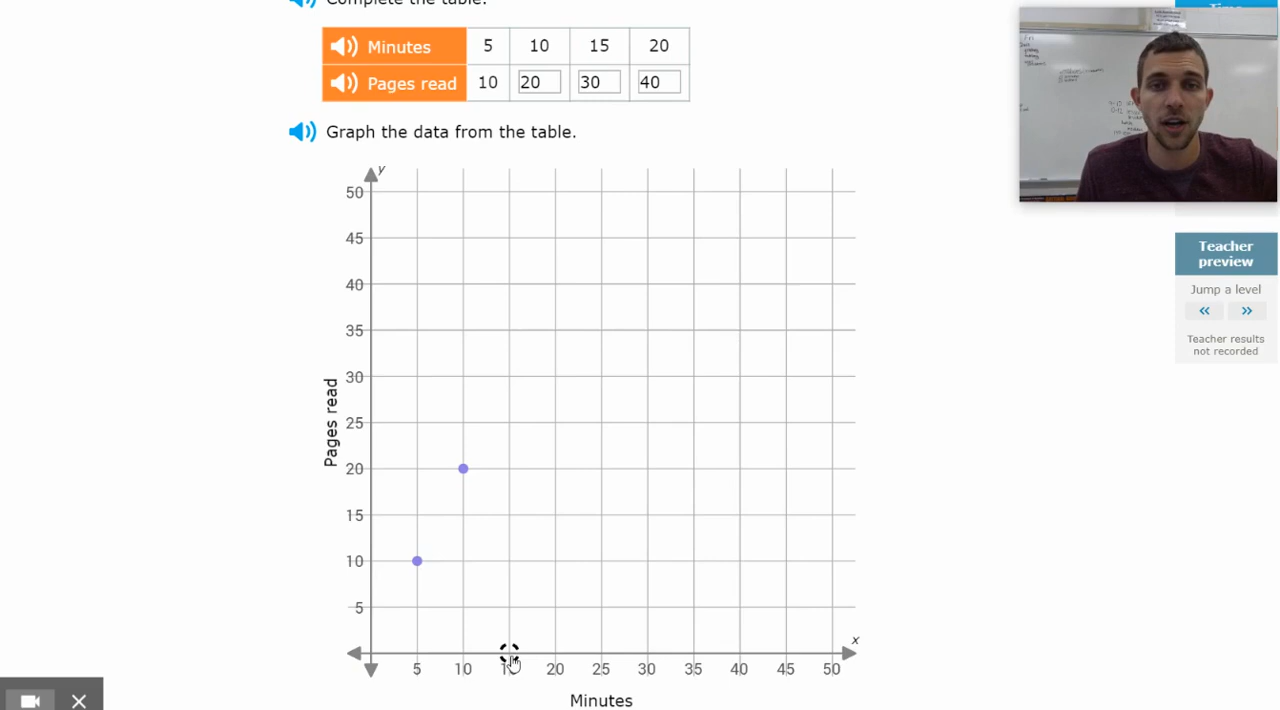 Complete the table.
Minutes 5 10 15 20
Pages read 10 20 30 40
Graph the data from the table.
y
50
45
40
35
30
25
20
15
10
5
Pages read
x
5 10 20 25 30 35 40 45 50
Minutes
Time
Teacher preview
Jump a level
<< >>
Teacher results
not recorded